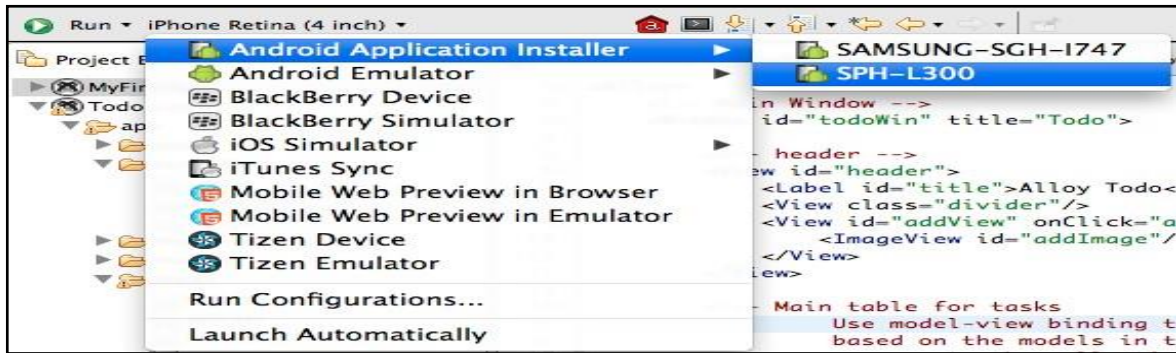 Run iPhone Retina (4 inch)
Project E
MyFir
Todo
ap
Android Application Installer
Android Emulator
BlackBerry Device
BlackBerry Simulator
iOS Simulator
iTunes Sync
Mobile Web Preview in Browser
Mobile Web Preview in Emulator
Tizen Device
Tizen Emulator
Run Configurations...
Launch Automatically
SAMSUNG-SGH-I747
SPH-L300
in Window -->
id="todoWin" title="Todo">
header -->
ew id="header">
<Label id="title">Alloy Todo<
<View class="divider"/>
<View id="addView" onClick="a
<ImageView id="addImage"/
</View>
iew>
- Main table for tasks
Use model-view binding t
based on the models in t